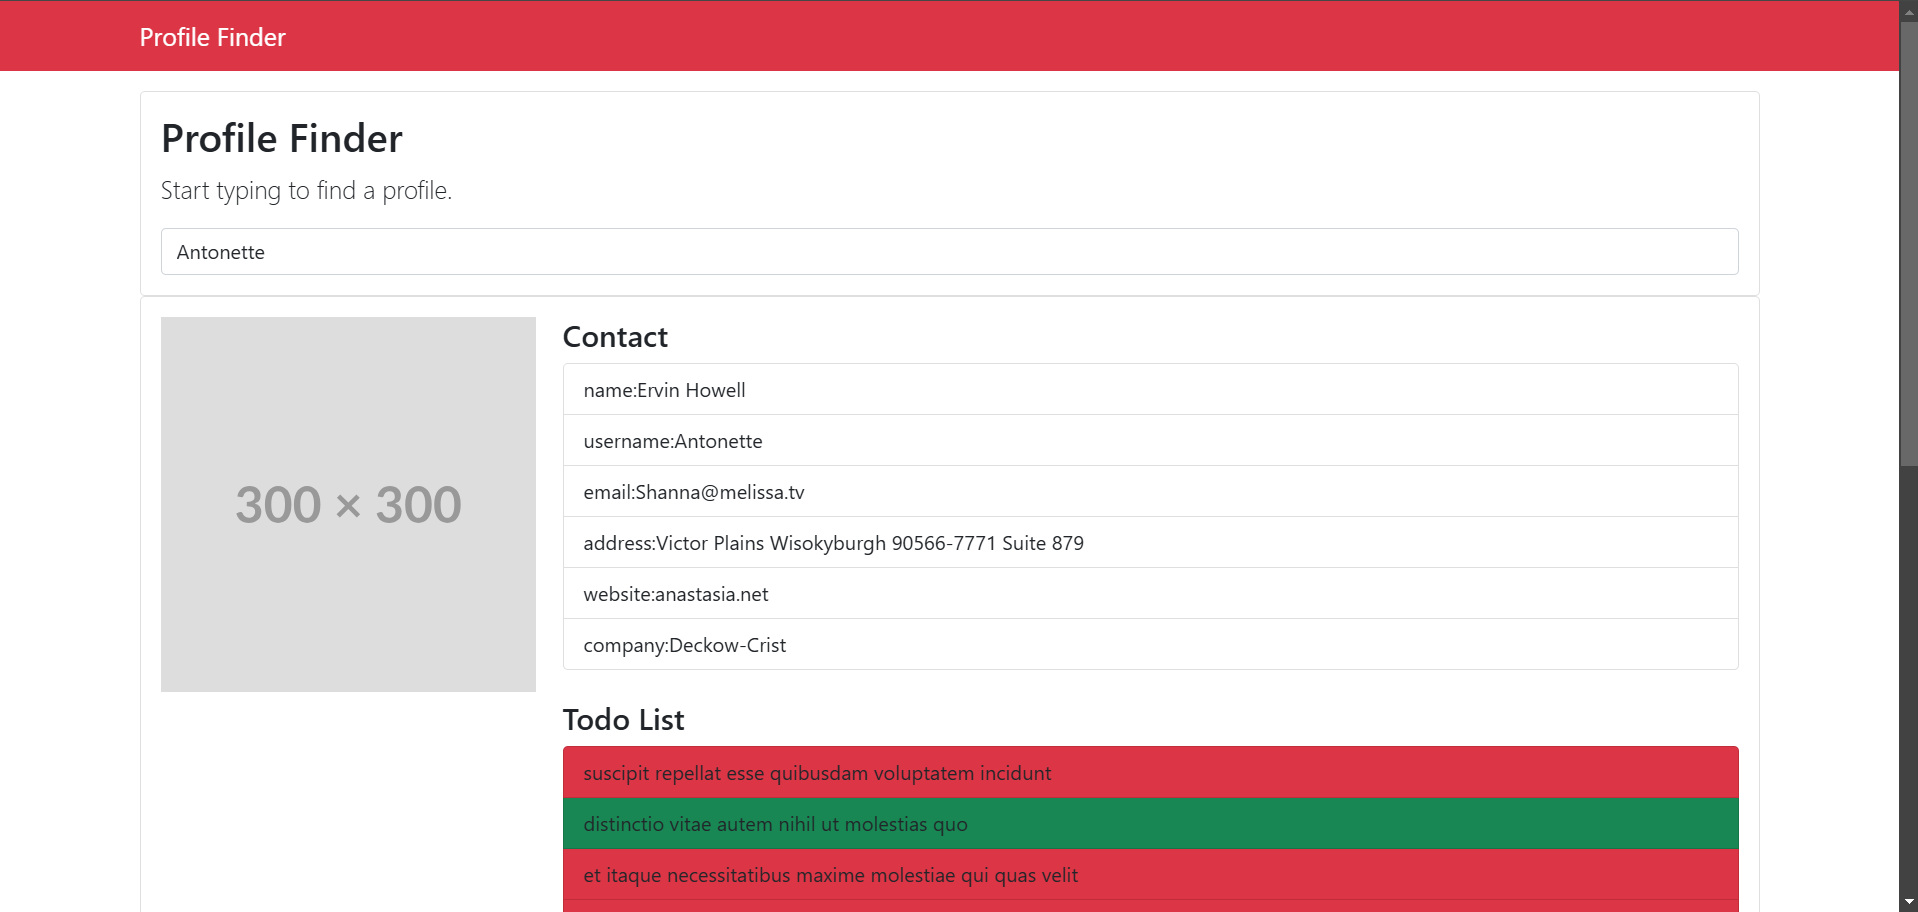 Profile Finder
Profile Finder
Start typing to find a profile.
Antonette
300 × 300
Contact
name:Ervin Howell
username:Antonette
email:Shanna@melissa.tv
address:Victor Plains Wisokyburgh 90566-7771 Suite 879
website:anastasia.net
company:Deckow-Crist
Todo List
suscipit repellat esse quibusdam voluptatem incidunt
distinctio vitae autem nihil ut molestias quo
et itaque necessitatibus maxime molestiae qui quas velit